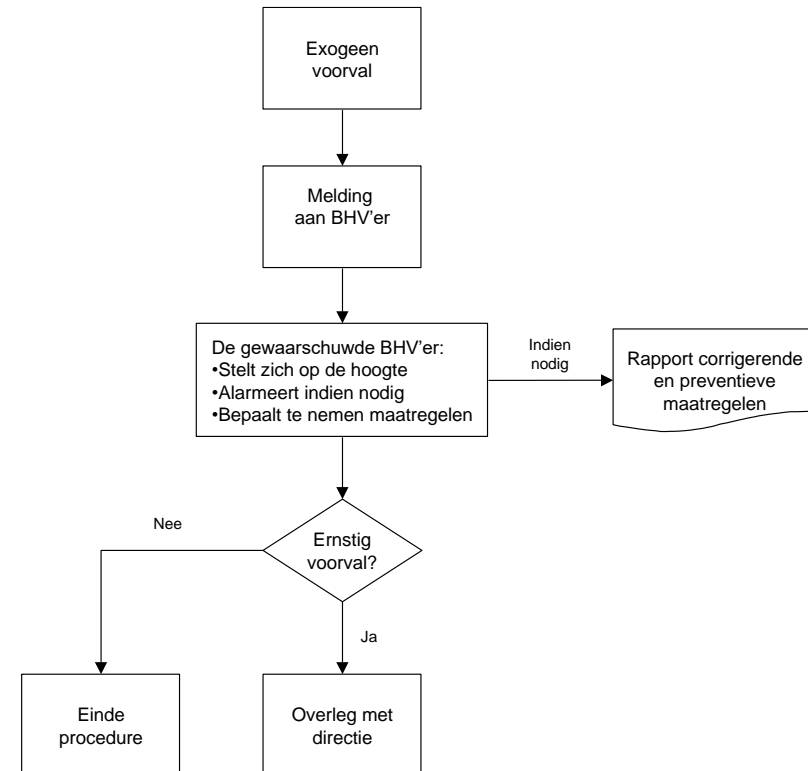 Exogeen
voorval
Melding
aan BHV'er
De gewaarschuwde BHV'er:
•Stelt zich op de hoogte
•Alarmeert indien nodig
•Bepaalt te nemen maatregelen
Indien
nodig
Rapport corrigerende
en preventieve
maatregelen
Nee
Ernstig
voorval?
Ja
Einde
procedure
Overleg met
directie